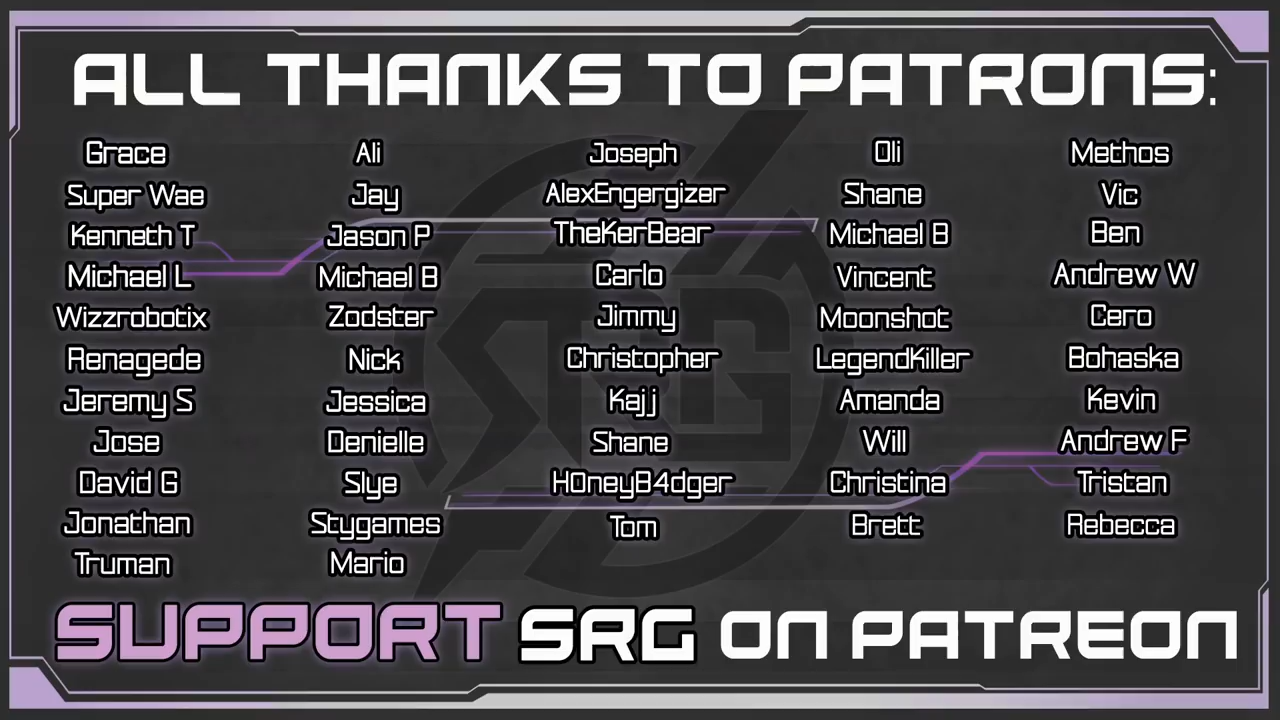 ALL THANKS TO PATRONS:
Grace Ali Joseph Oli Methos
Super Wae Jay AlexEngergizer Shane Vic
Kenneth T Jason P TheKerBear Michael B Ben
Michael L Michael B Carlo Vincent Andrew W
Wizzrobotix Zodster Jimmy Moonshot Cero
Renagede Nick Christopher LegendKiller Bohaska
Jeremy S Jessica Kajj Amanda Kevin
Jose Denielle Shane Will Andrew F
David G Slye H0neyB4dger Christina Tristan
Jonathan Stygames Tom Brett Rebecca
Truman Mario
SUPPORT SRG ON PATREON